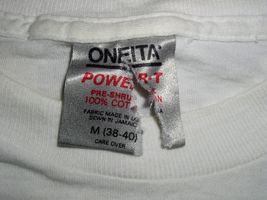 ONEITA
POWER-T
PRE-SHRU
100% COT
FABRIC MADE IN U
SEWN IN JAMAIC
M (38-40)
CARE OVER